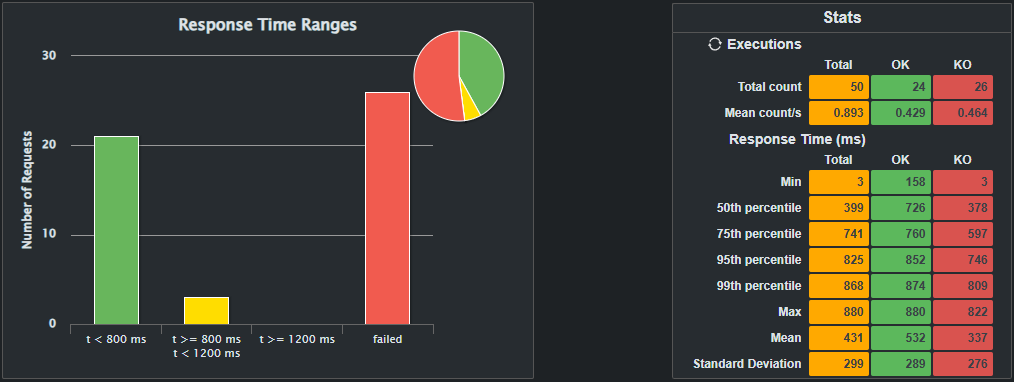 Response Time Ranges
Number of Requests
30
20
10
0
t < 800 ms
t >= 800 ms
t < 1200 ms
t >= 1200 ms
failed
Stats
Executions
Total OK KO
Total count 50 24 26
Mean count/s 0.893 0.429 0.464
Response Time (ms)
Total OK KO
Min 3 158 3
50th percentile 399 726 378
75th percentile 741 760 597
95th percentile 825 852 746
99th percentile 868 874 809
Max 880 880 822
Mean 431 532 337
Standard Deviation 299 289 276